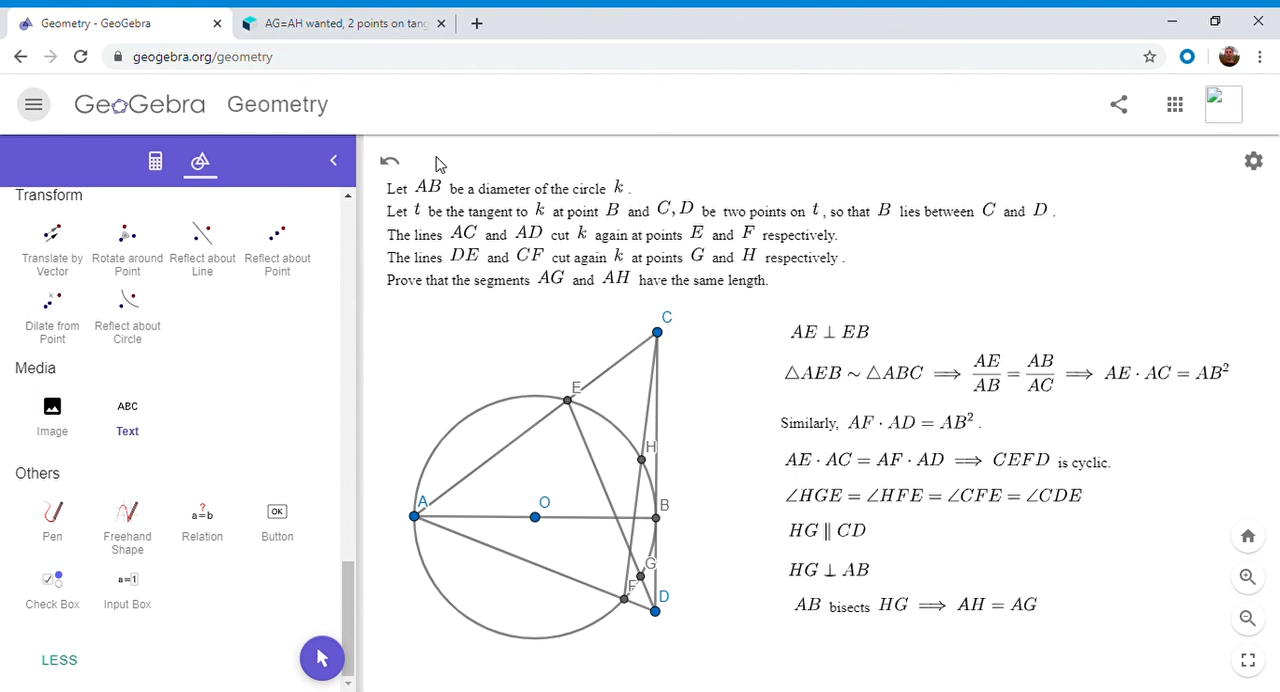 Geometry - GeoGebra
AG=AH wanted, 2 points on tang
geogebra.org/geometry
GeoGebra Geometry
Transform
Translate by Vector
Rotate around Point
Reflect about Line
Reflect about Point
Dilate from Point
Reflect about Circle
Media
Image
ABC
Text
Others
Pen
Freehand Shape
a=b
?
Relation
OK
Button
Check Box
a=1
Input Box
LESS
Let AB be a diameter of the circle k .
Let t be the tangent to k at point B and C, D be two points on t , so that B lies between C and D .
The lines AC and AD cut k again at points E and F respectively.
The lines DE and CF cut again k at points G and H respectively .
Prove that the segments AG and AH have the same length.
C
E
H
A
O
B
G
F
D
AE ⊥ EB
△AEB ∼ △ABC ⟹ AE/AB = AB/AC ⟹ AE · AC = AB²
Similarly, AF · AD = AB² .
AE · AC = AF · AD ⟹ CEFD is cyclic.
∠HGE = ∠HFE = ∠CFE = ∠CDE
HG ∥ CD
HG ⊥ AB
AB bisects HG ⟹ AH = AG